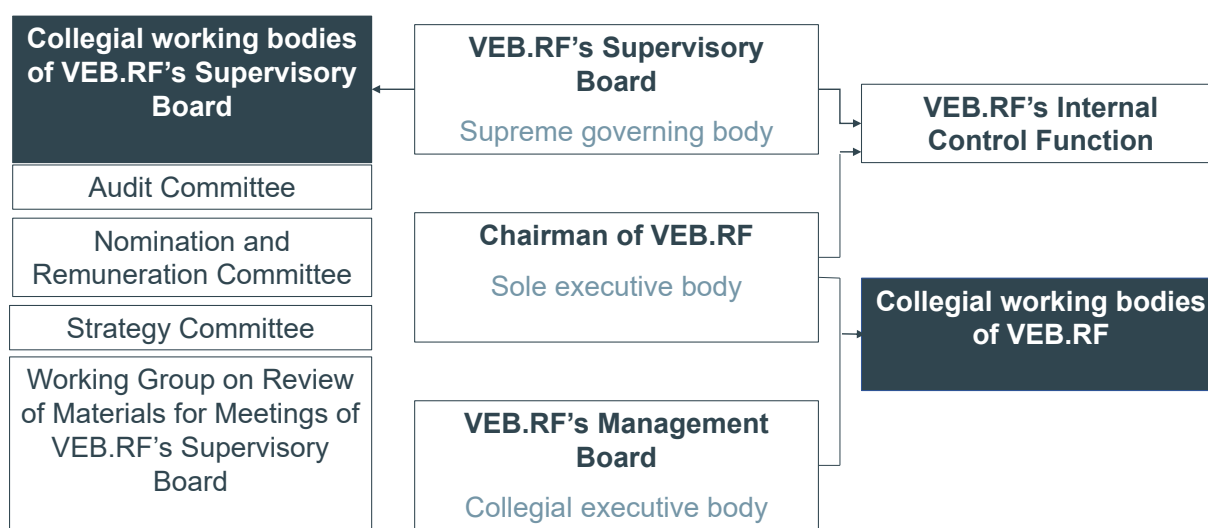 Collegial working bodies
of VEB.RF’s Supervisory
Board
Audit Committee
Nomination and
Remuneration Committee
Strategy Committee
Working Group on Review
of Materials for Meetings of
VEB.RF’s Supervisory
Board
VEB.RF’s Supervisory
Board
Supreme governing body
Chairman of VEB.RF
Sole executive body
VEB.RF’s Management
Board
Collegial executive body
VEB.RF’s Internal
Control Function
Collegial working bodies
of VEB.RF